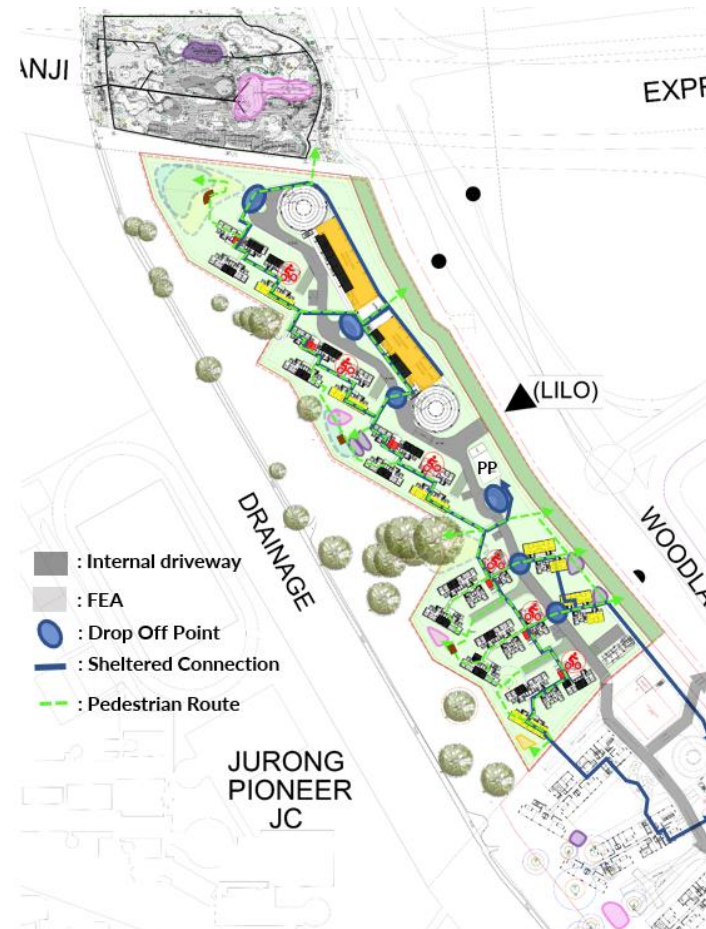 ANJI
EXPR
(LILO)
PP
WOODLA
DRAINAGE
: Internal driveway
: FEA
: Drop Off Point
: Sheltered Connection
: Pedestrian Route
JURONG
PIONEER
JC